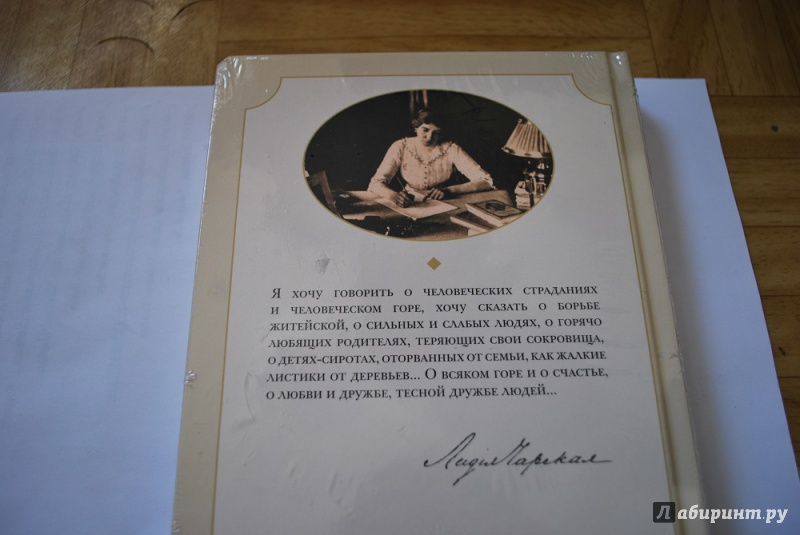 Я ХОЧУ ГОВОРИТЬ О ЧЕЛОВЕЧЕСКИХ СТРАДАНИЯХ
И ЧЕЛОВЕЧЕСКОМ ГОРЕ, ХОЧУ СКАЗАТЬ О БОРЬБЕ
ЖИТЕЙСКОЙ, О СИЛЬНЫХ И СЛАБЫХ ЛЮДЯХ, О ГОРЯЧО
ЛЮБЯЩИХ РОДИТЕЛЯХ, ТЕРЯЮЩИХ СВОИ СОКРОВИЩА,
О ДЕТЯХ-СИРОТАХ, ОТОРВАННЫХ ОТ СЕМЬИ, КАК ЖАЛКИЕ
ЛИСТИКИ ОТ ДЕРЕВЬЕВ... О ВСЯКОМ ГОРЕ И О СЧАСТЬЕ,
О ЛЮБВИ И ДРУЖБЕ, ТЕСНОЙ ДРУЖБЕ ЛЮДЕЙ...
Лидия Чарская
Лабиринт.ру